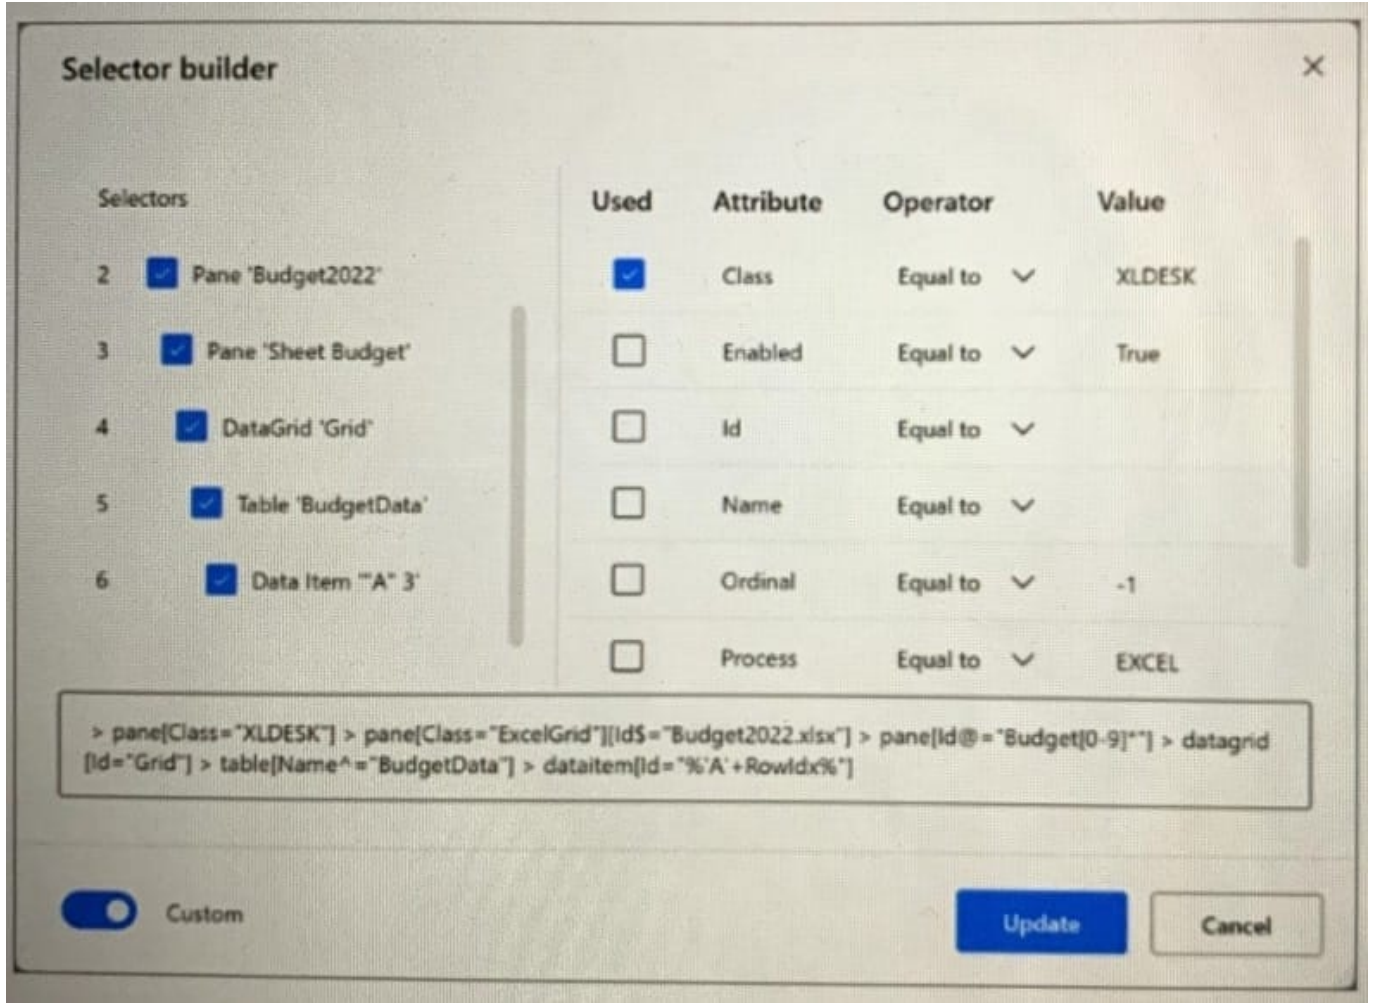 Selector builder
Selectors
Used Attribute Operator Value
2 Pane 'Budget2022' Class Equal to XLDESK
3 Pane 'Sheet Budget' Enabled Equal to True
4 DataGrid 'Grid' Id Equal to
5 Table 'BudgetData' Name Equal to
6 Data Item '"A" 3' Ordinal Equal to -1
Process Equal to EXCEL
> pane[Class="XLDESK"] > pane[Class="ExcelGrid"][Id$="Budget2022.xlsx"] > pane[Id@="Budget[0-9]*"] > datagrid
[Id="Grid"] > table[Name^="BudgetData"] > dataitem[Id="%'A'+RowIdx%"]
Custom Update Cancel